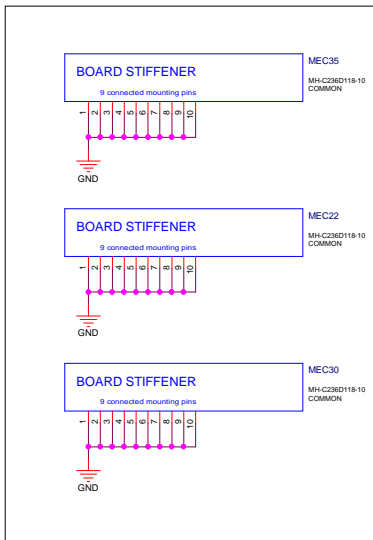 MEC35
BOARD STIFFENER
MH-C236D118-10
COMMON
9 connected mounting pins
1 2 3 4 5 6 7 8 9 10
GND
MEC22
BOARD STIFFENER
MH-C236D118-10
COMMON
9 connected mounting pins
1 2 3 4 5 6 7 8 9 10
GND
MEC30
BOARD STIFFENER
MH-C236D118-10
COMMON
9 connected mounting pins
1 2 3 4 5 6 7 8 9 10
GND